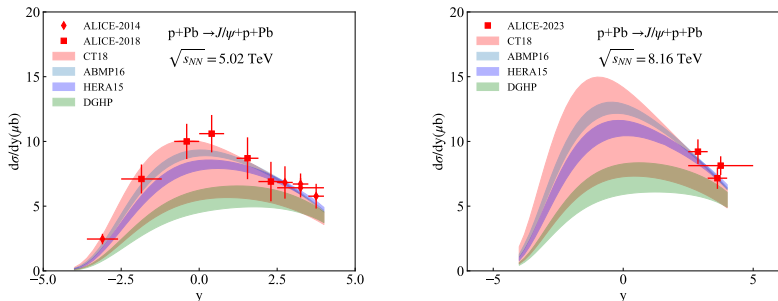 ALICE-2014
ALICE-2018
CT18
ABMP16
HERA15
DGHP
p+Pb →J/ψ+p+Pb
√s_NN = 5.02 TeV
dσ/dy(μb)
20
15
10
5
0
−5.0
−2.5
0.0
2.5
5.0
y
ALICE-2023
CT18
ABMP16
HERA15
DGHP
p+Pb →J/ψ+p+Pb
√s_NN = 8.16 TeV
dσ/dy(μb)
20
15
10
5
0
−5
0
5
y